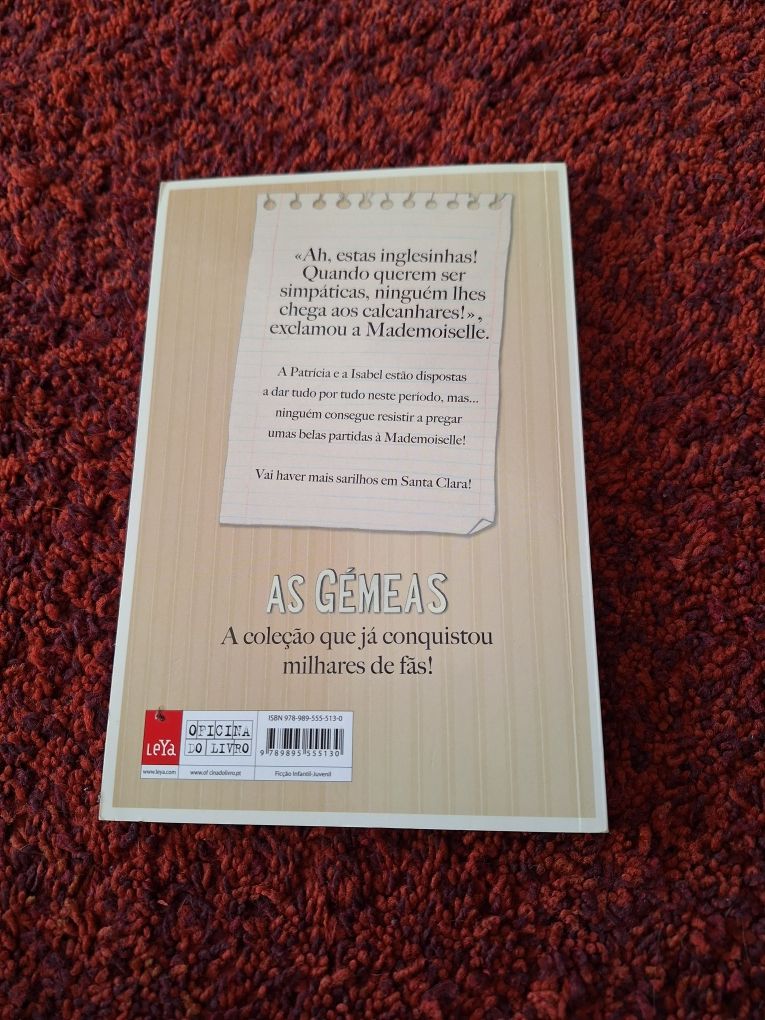 «Ah, estas inglesinhas!
Quando querem ser
simpáticas, ninguém lhes
chega aos calcanhares!»,
exclamou a Mademoiselle.
A Patrícia e a Isabel estão dispostas
a dar tudo por tudo neste período, mas...
ninguém consegue resistir a pregar
umas belas partidas à Mademoiselle!
Vai haver mais sarilhos em Santa Clara!
AS GÉMEAS
A coleção que já conquistou
milhares de fãs!
LEYA
www.leya.com
OFICINA
DO LIVRO
www.oficinadolivro.pt
ISBN 978-989-555-513-0
9 789895 555130
Ficção Infantil-Juvenil